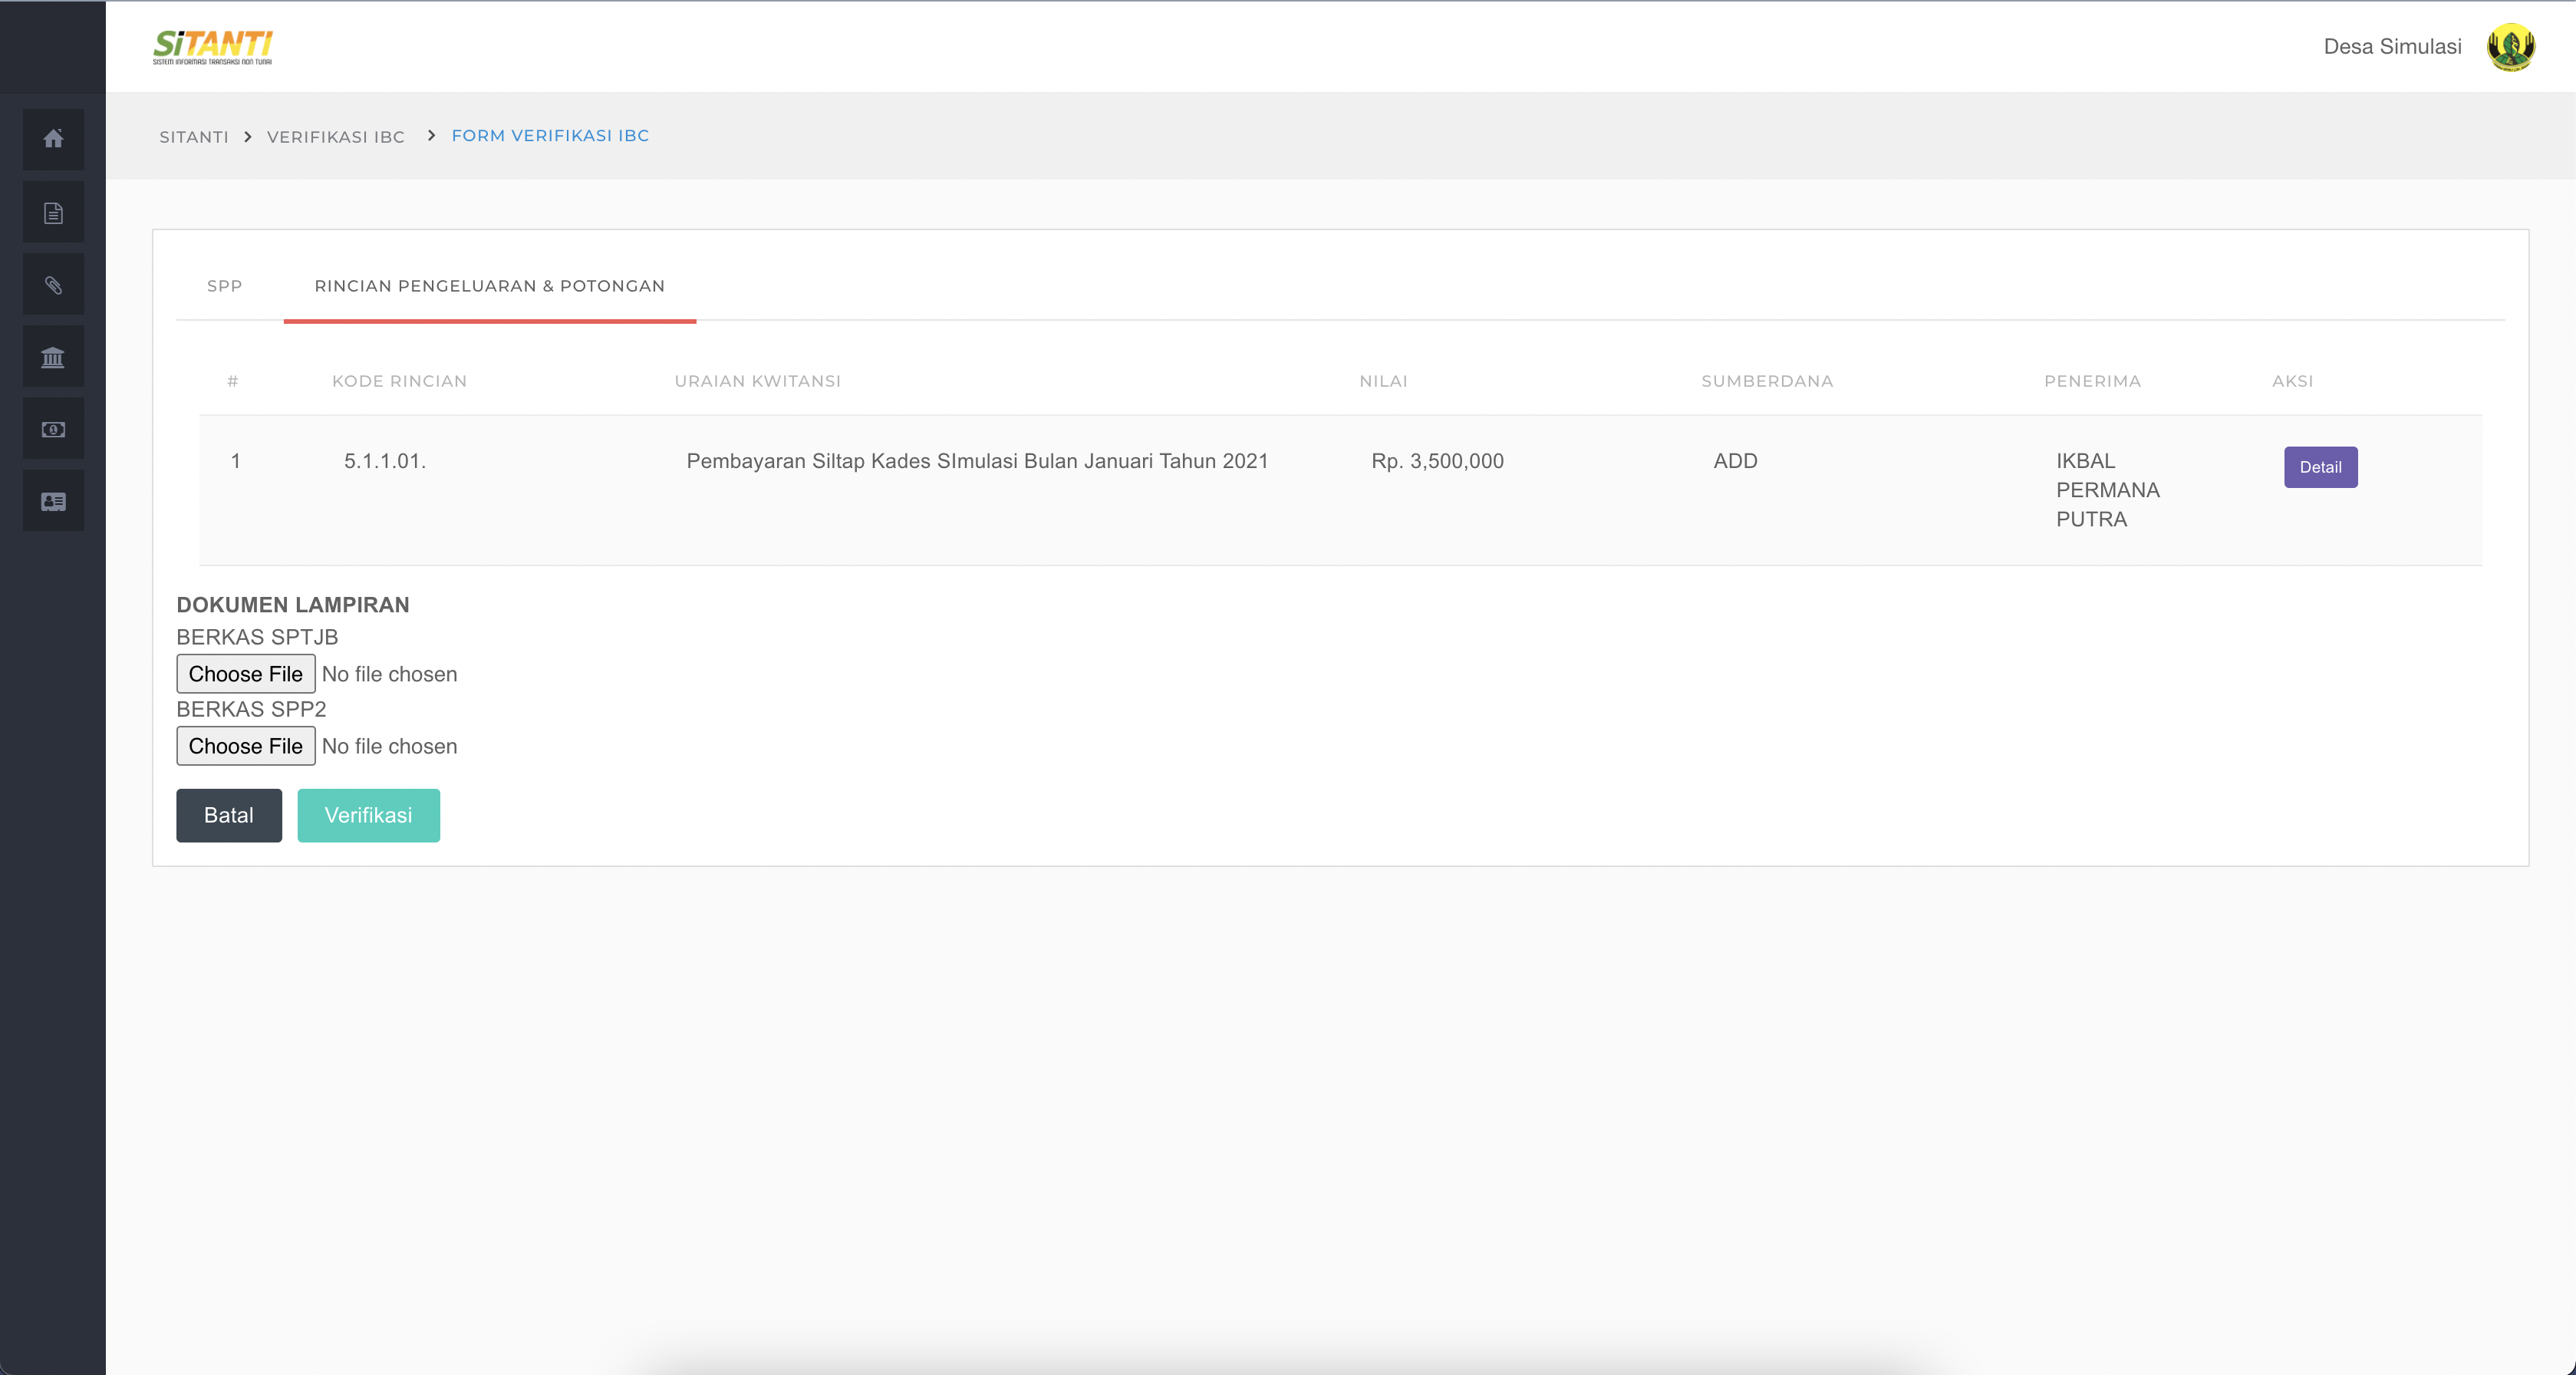 SiTANTI
SISTEM INFORMASI TRANSAKSI NON TUNAI
Desa Simulasi
SITANTI > VERIFIKASI IBC > FORM VERIFIKASI IBC
SPP RINCIAN PENGELUARAN & POTONGAN
# KODE RINCIAN URAIAN KWITANSI NILAI SUMBERDANA PENERIMA AKSI
1 5.1.1.01. Pembayaran Siltap Kades SImulasi Bulan Januari Tahun 2021 Rp. 3,500,000 ADD IKBAL Detail
PERMANA
PUTRA
DOKUMEN LAMPIRAN
BERKAS SPTJB
Choose File No file chosen
BERKAS SPP2
Choose File No file chosen
Batal Verifikasi